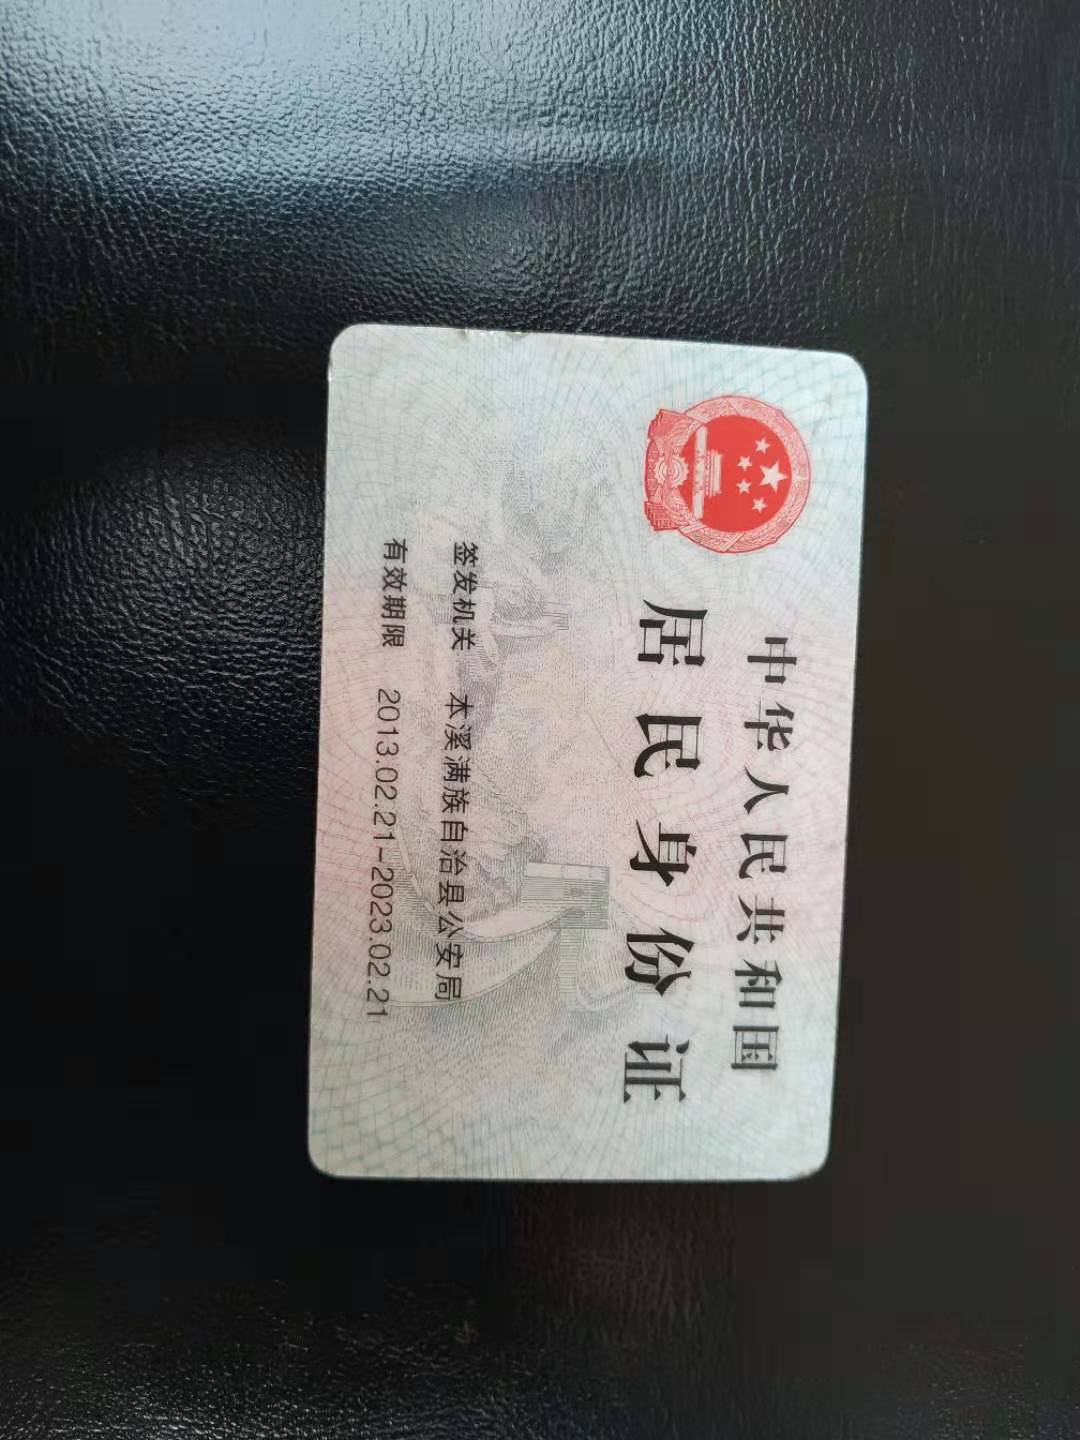 中华人民共和国
居民身份证
签发机关 本溪满族自治县公安局
有效期限 2013.02.21-2023.02.21